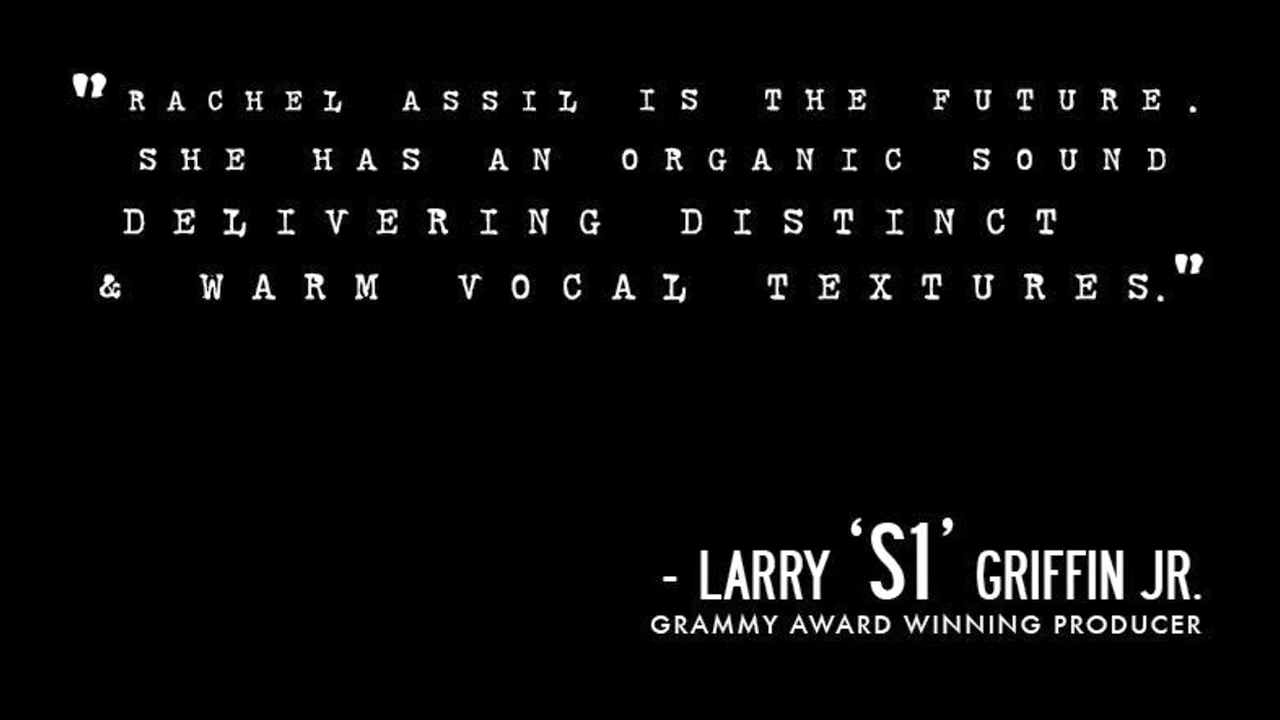 "RACHEL ASSIL IS THE FUTURE.
SHE HAS AN ORGANIC SOUND
DELIVERING DISTINCT
& WARM VOCAL TEXTURES."
- LARRY ‘S1’ GRIFFIN JR.
GRAMMY AWARD WINNING PRODUCER